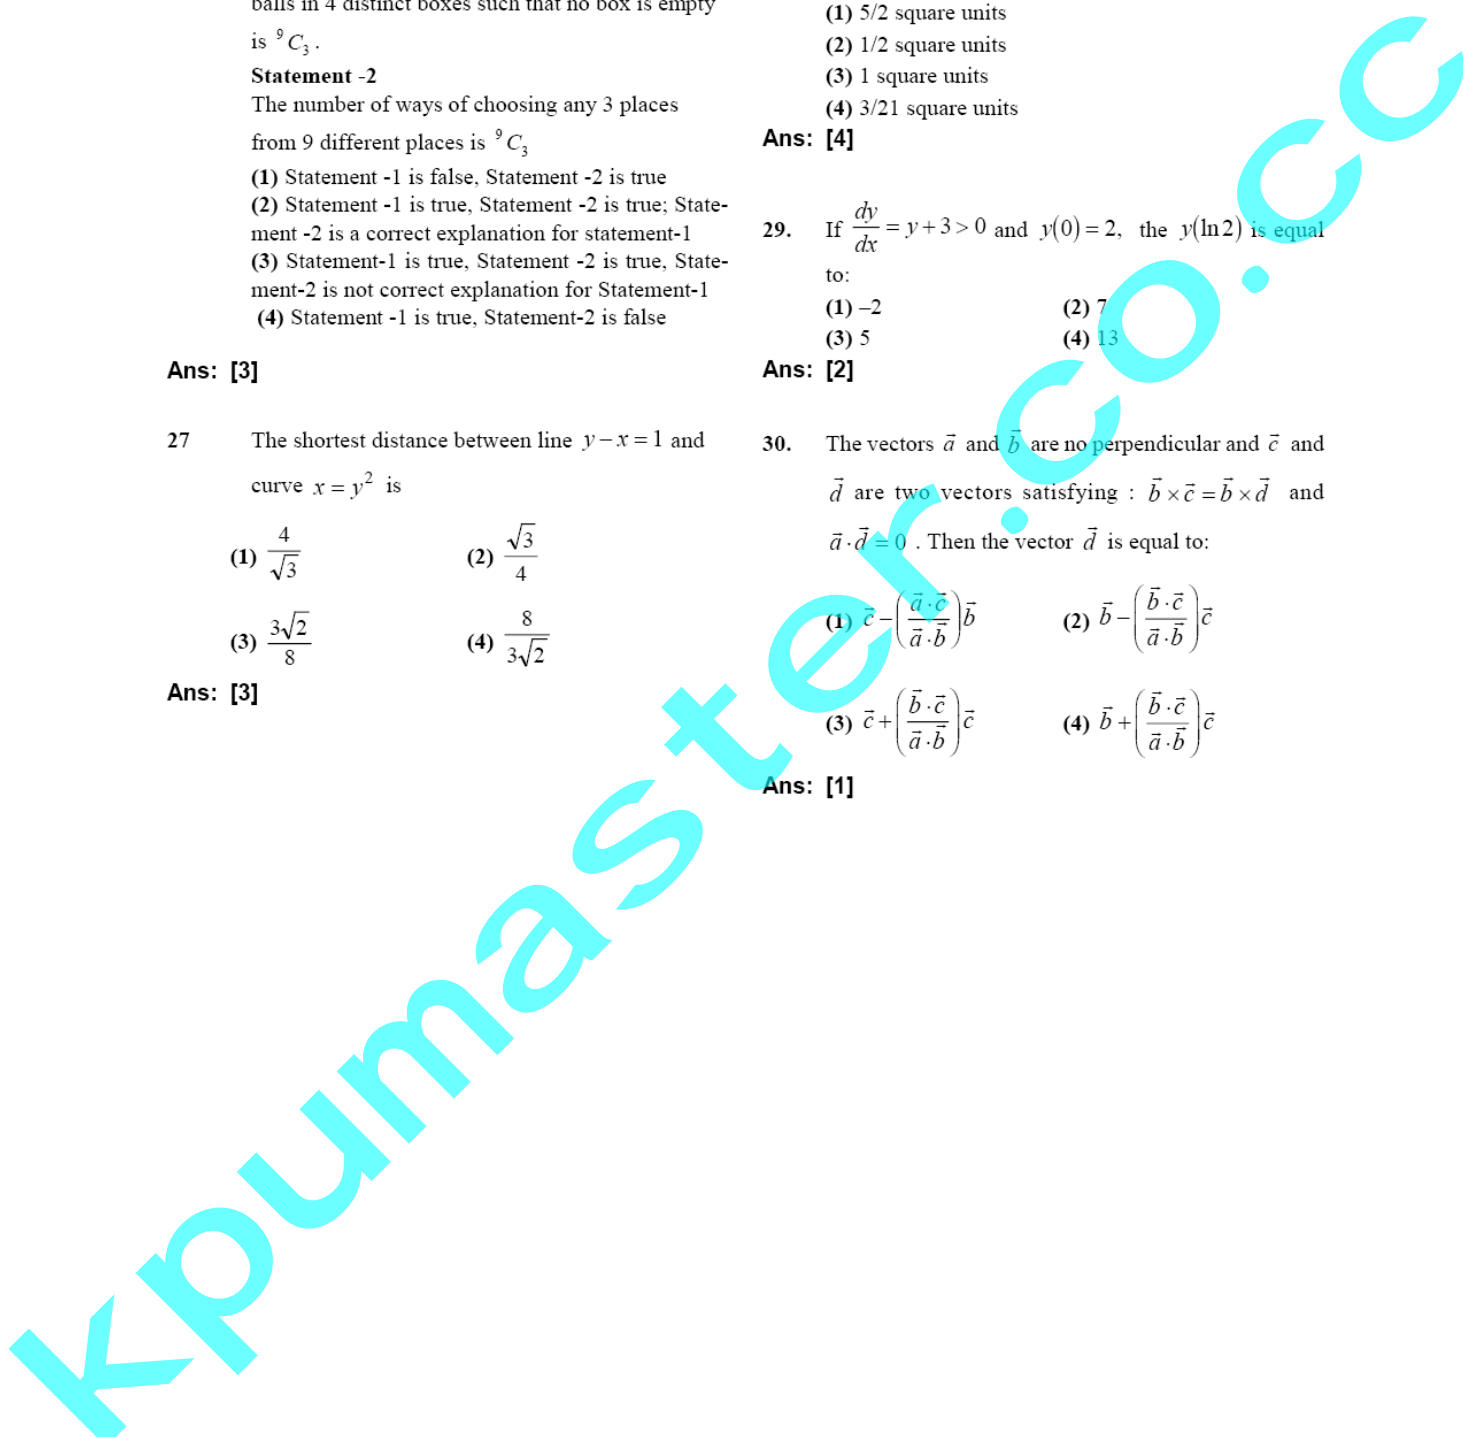 balls in 4 distinct boxes such that no box is empty
is ⁹C₃ .
Statement -2
The number of ways of choosing any 3 places
from 9 different places is ⁹C₃
(1) Statement -1 is false, Statement -2 is true
(2) Statement -1 is true, Statement -2 is true; State-
ment -2 is a correct explanation for statement-1
(3) Statement-1 is true, Statement -2 is true, State-
ment-2 is not correct explanation for Statement-1
(4) Statement -1 is true, Statement-2 is false
Ans: [3]
27 The shortest distance between line y − x = 1 and
curve x = y² is
(1) 4/√3 (2) √3/4
(3) 3√2/8 (4) 8/3√2
Ans: [3]
(1) 5/2 square units
(2) 1/2 square units
(3) 1 square units
(4) 3/21 square units
Ans: [4]
29. If dy/dx = y + 3 > 0 and y(0) = 2, the y(ln 2) is equal
to:
(1) –2 (2) 7
(3) 5 (4) 13
Ans: [2]
30. The vectors a⃗ and b⃗ are no perpendicular and c⃗ and
d⃗ are two vectors satisfying : b⃗ × c⃗ = b⃗ × d⃗ and
a⃗ · d⃗ = 0 . Then the vector d⃗ is equal to:
(1) c⃗ − (a⃗·c⃗ / a⃗·b⃗) b⃗ (2) b⃗ − (b⃗·c⃗ / a⃗·b⃗) c⃗
(3) c⃗ + (b⃗·c⃗ / a⃗·b⃗) c⃗ (4) b⃗ + (b⃗·c⃗ / a⃗·b⃗) c⃗
Ans: [1]
kpumaster.co.cc